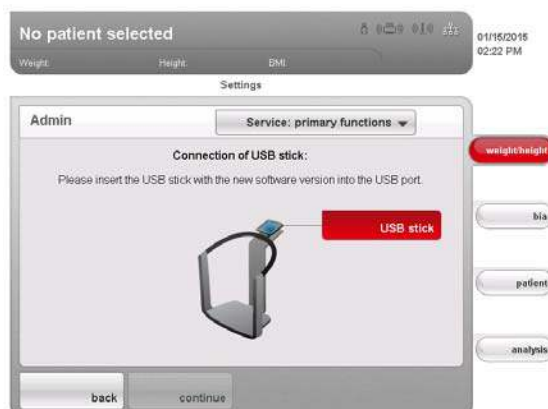 No patient selected
01/15/2015
02:22 PM
Weight: Height: BMI:
Settings
Admin
Service: primary functions
Connection of USB stick:
Please insert the USB stick with the new software version into the USB port.
USB stick
weight/height
bia
patient
analysis
back continue